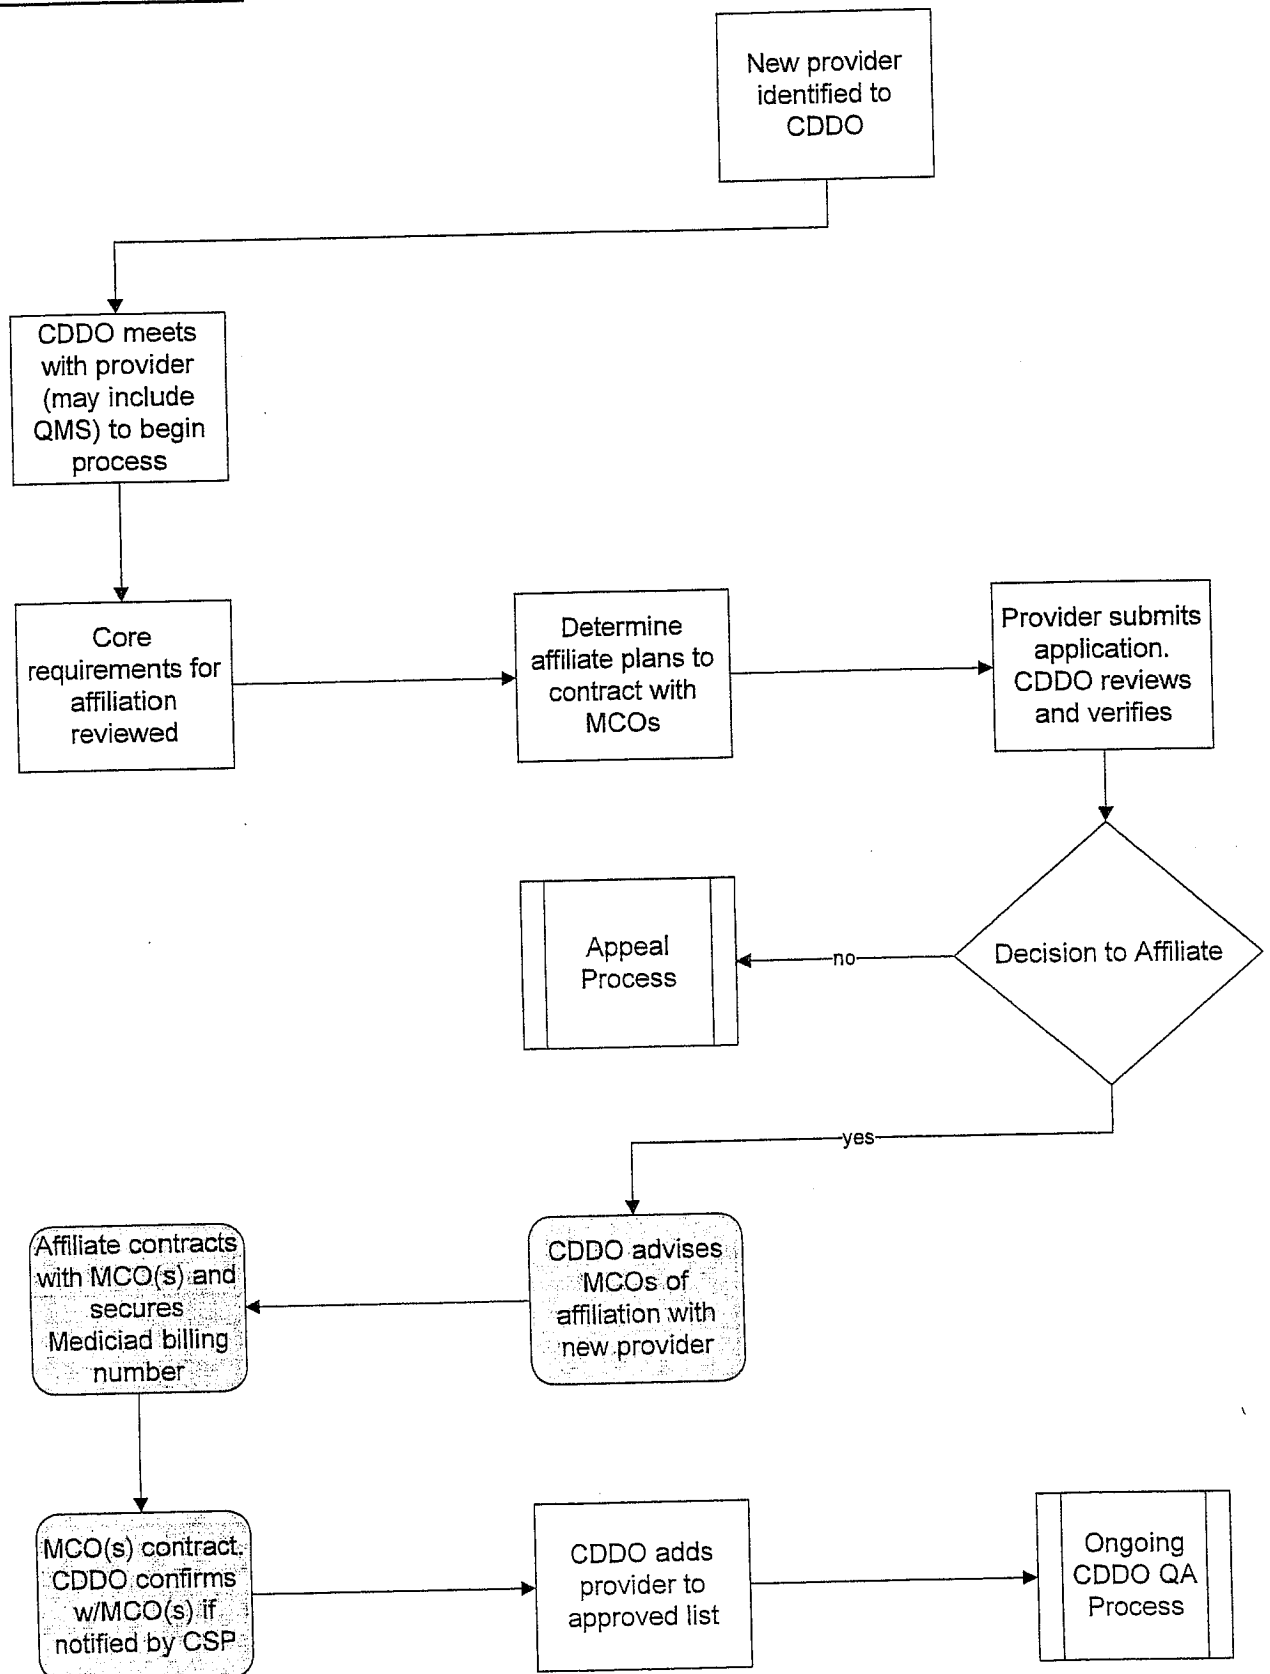 New provider
identified to
CDDO
CDDO meets
with provider
(may include
QMS) to begin
process
Core
requirements for
affiliation
reviewed
Determine
affiliate plans to
contract with
MCOs
Provider submits
application.
CDDO reviews
and verifies
Decision to Affiliate
no
Appeal
Process
yes
CDDO advises
MCOs of
affiliation with
new provider
Affiliate contracts
with MCO(s) and
secures
Mediciad billing
number
MCO(s) contract.
CDDO confirms
w/MCO(s) if
notified by CSP
CDDO adds
provider to
approved list
Ongoing
CDDO QA
Process